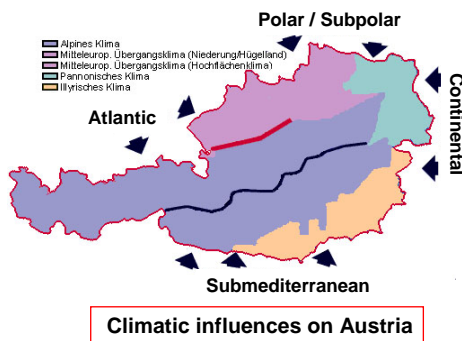 Polar / Subpolar
Alpines Klima
Mitteleurop. Übergangsklima (Niederung/Hügelland)
Mitteleurop. Übergangsklima (Hochflächenklima)
Pannonisches Klima
Illyrisches Klima
Atlantic
Continental
Submediterranean
Climatic influences on Austria